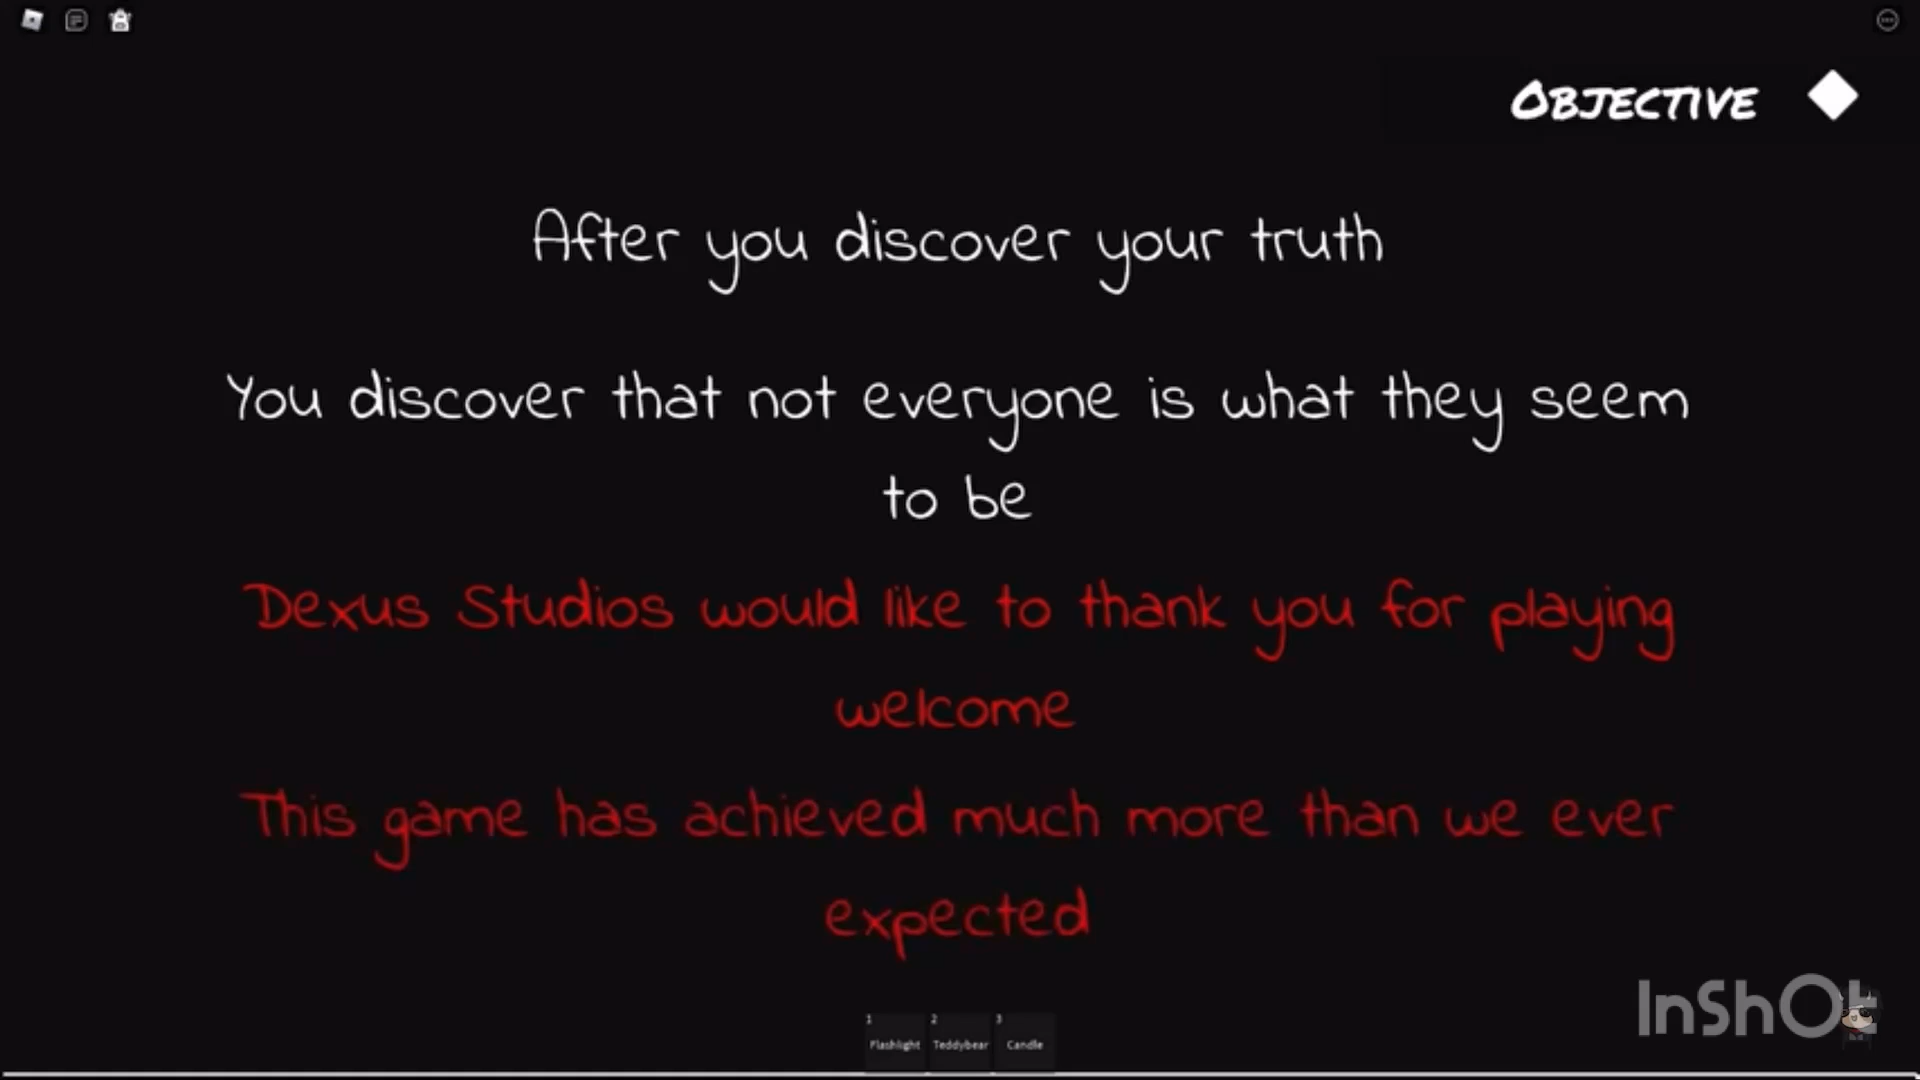 OBJECTIVE
After you discover your truth
You discover that not everyone is what they seem
to be
Dexus Studios would like to thank you for playing
welcome
This game has achieved much more than we ever
expected
InShOt
1 2 3
Flashlight Teddybear Candle